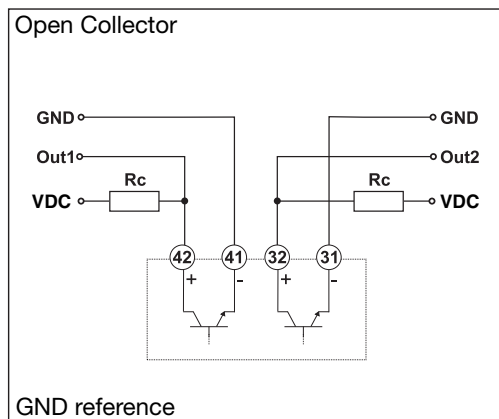 Open Collector
GND GND
Out1 Out2
Rc Rc
VDC VDC
42 41 32 31
+ - + -
GND reference